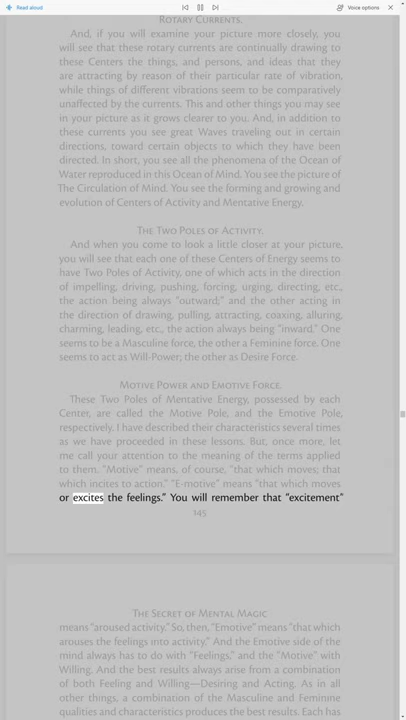 Read aloud
Voice options
Rotary Currents.
And, if you will examine your picture more closely, you
will see that these rotary currents are continually drawing to
these Centers the things, and persons, and ideas that they
are attracting by reason of their particular rate of vibration,
while things of different vibrations seem to be comparatively
unaffected by the currents. This and other things you may see
in your picture as it grows clearer to you. And, in addition to
these currents you see great Waves traveling out in certain
directions, toward certain objects to which they have been
directed. In short, you see all the phenomena of the Ocean of
Water reproduced in this Ocean of Mind. You see the picture of
The Circulation of Mind. You see the forming and growing and
evolution of Centers of Activity and Mentative Energy.
The Two Poles of Activity.
And when you come to look a little closer at your picture,
you will see that each one of these Centers of Energy seems to
have Two Poles of Activity, one of which acts in the direction
of impelling, driving, pushing, forcing, urging, directing, etc.,
the action being always “outward;” and the other acting in
the direction of drawing, pulling, attracting, coaxing, alluring,
charming, leading, etc., the action always being “inward.” One
seems to be a Masculine force, the other a Feminine force. One
seems to act as Will-Power, the other as Desire Force.
Motive Power and Emotive Force.
These Two Poles of Mentative Energy, possessed by each
Center, are called the Motive Pole, and the Emotive Pole,
respectively. I have described their characteristics several times
as we have proceeded in these lessons. But, once more, let
me call your attention to the meaning of the terms applied
to them. “Motive” means, of course, “that which moves; that
which incites to action.” “E-motive” means “that which moves
or excites the feelings.” You will remember that “excitement”
145
The Secret of Mental Magic
means “aroused activity.” So, then, “Emotive” means “that which
arouses the feelings into activity.” And the Emotive side of the
mind always has to do with “Feelings,” and the “Motive” with
Willing. And the best results always arise from a combination
of both Feeling and Willing—Desiring and Acting. As in all
other things, a combination of the Masculine and Feminine
qualities and characteristics produces the best results. Each has